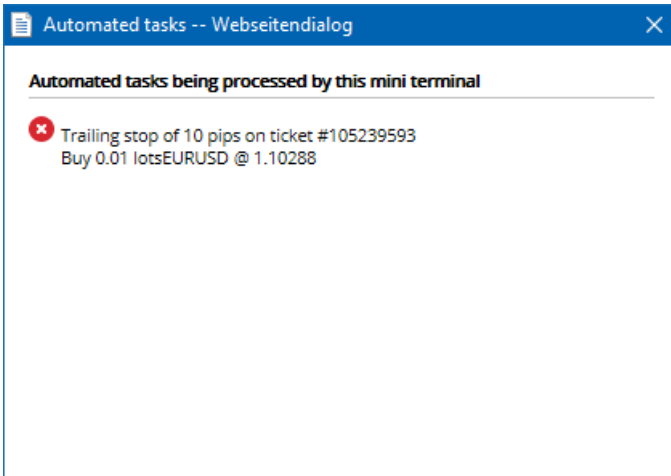 Automated tasks -- Webseitendialog
Automated tasks being processed by this mini terminal
Trailing stop of 10 pips on ticket #105239593
Buy 0.01 lotsEURUSD @ 1.10288